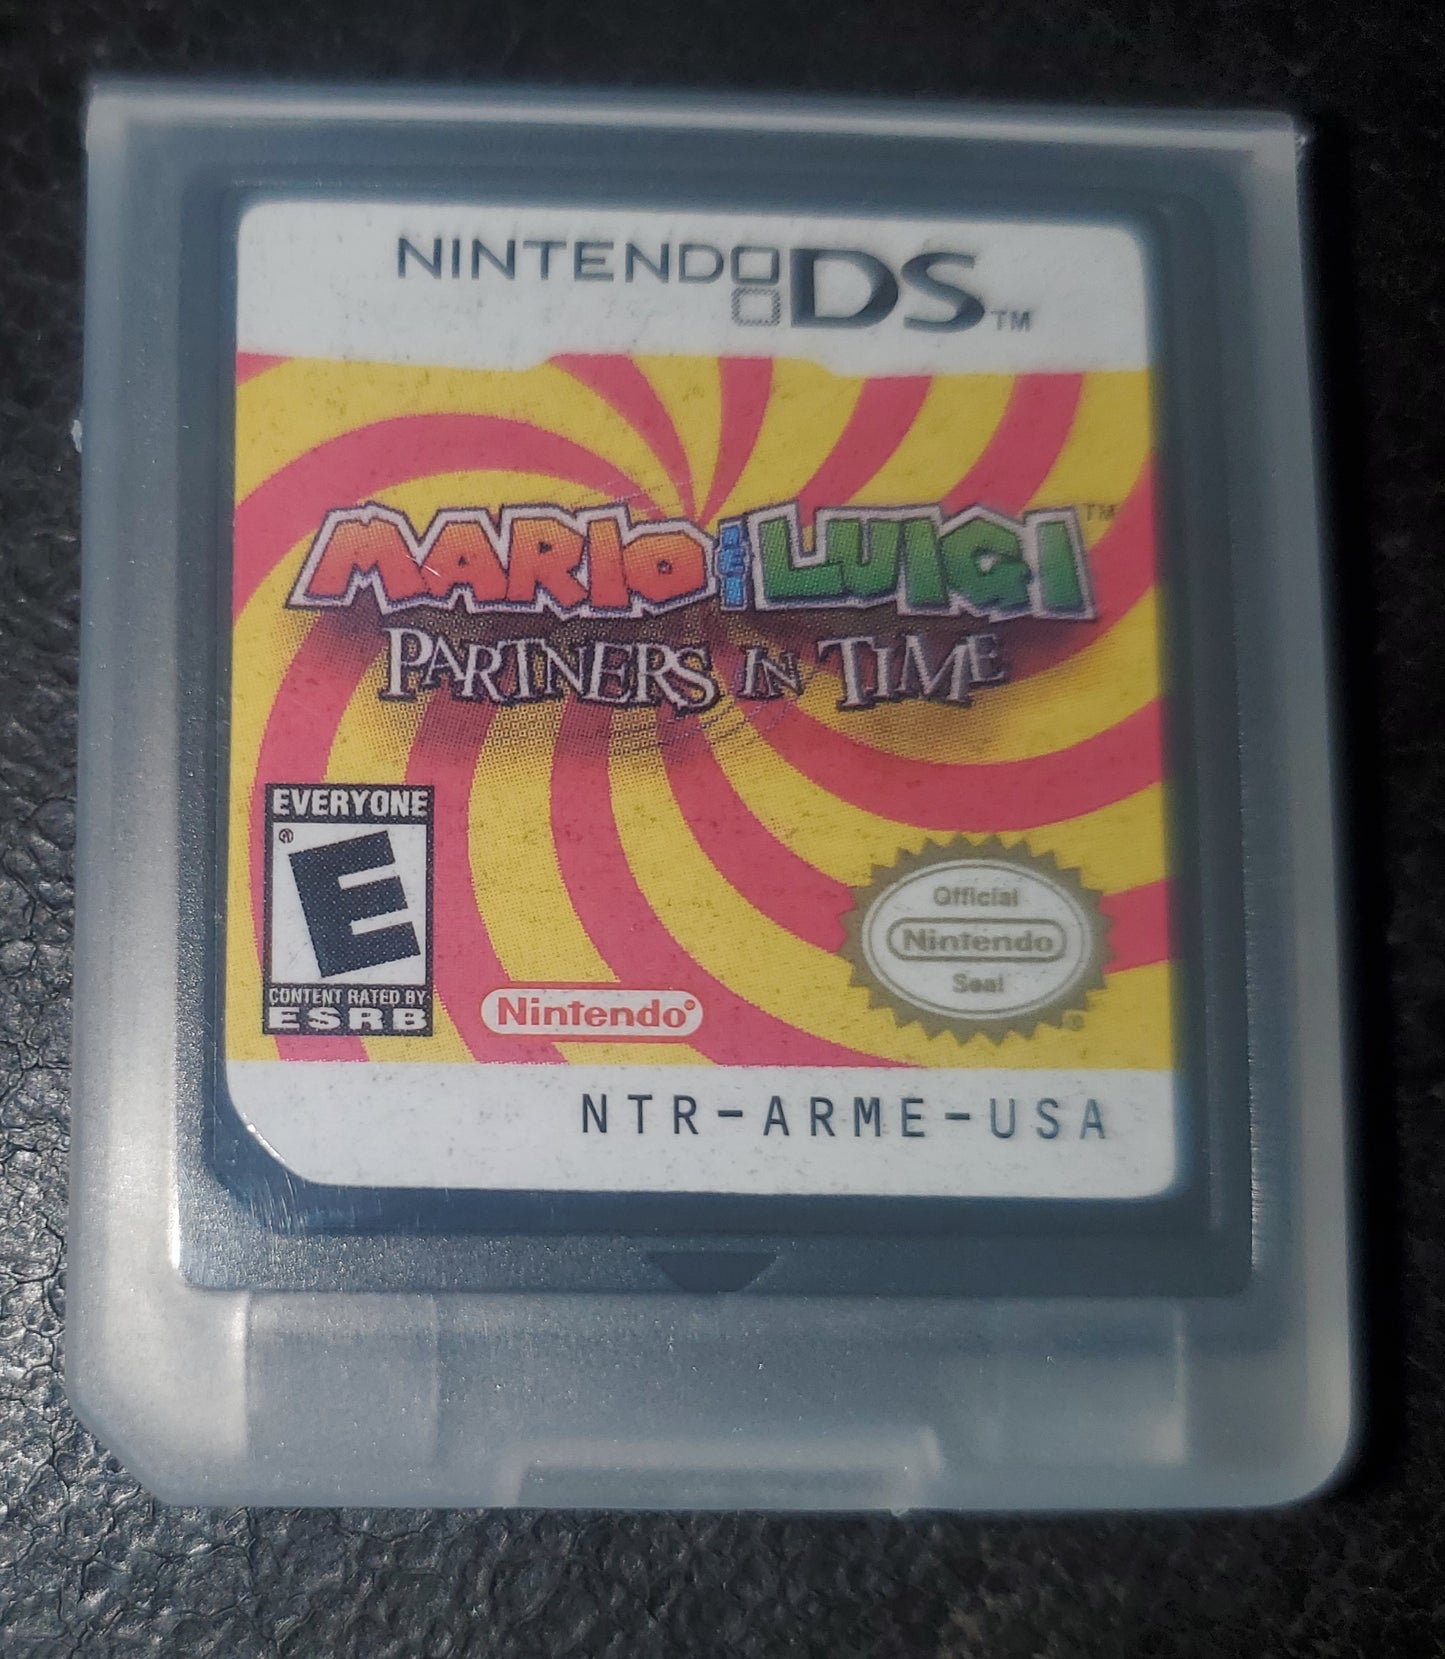 NINTENDO DS™
MARIO AND LUIGI™
PARTNERS IN TIME
EVERYONE
E®
CONTENT RATED BY
ESRB
Nintendo®
Official
Nintendo
Seal
®
NTR-ARME-USA